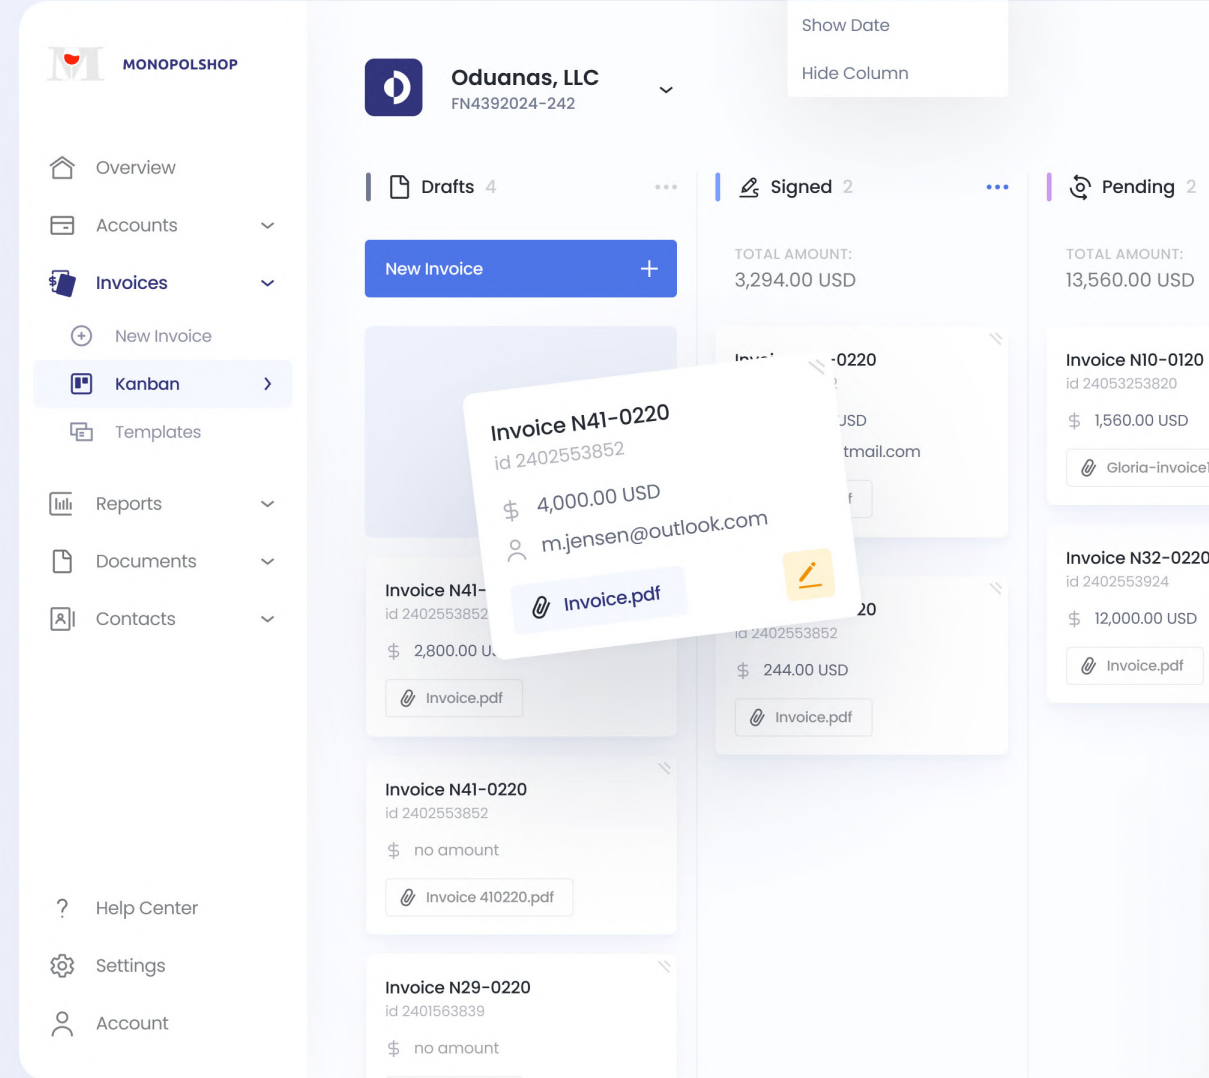 MONOPOLSHOP
Overview
Accounts
Invoices
New Invoice
Kanban
Templates
Reports
Documents
Contacts
Help Center
Settings
Account
Oduanas, LLC
FN4392024-242
Show Date
Hide Column
Drafts 4
New Invoice
Invoice N41-0220
id 2402553852
$ 4,000.00 USD
m.jensen@outlook.com
Invoice.pdf
Invoice N41-
id 2402553852
$ 2,800.00
Invoice.pdf
Invoice N41-0220
id 2402553852
$ no amount
Invoice 410220.pdf
Invoice N29-0220
id 2401563839
$ no amount
Signed 2
TOTAL AMOUNT:
3,294.00 USD
-0220
USD
tmail.com
f
20
id 2402553852
$ 244.00 USD
Invoice.pdf
Pending 2
TOTAL AMOUNT:
13,560.00 USD
Invoice N10-0120
id 24053253820
$ 1,560.00 USD
Gloria-invoice1
Invoice N32-0220
id 2402553924
$ 12,000.00 USD
Invoice.pdf